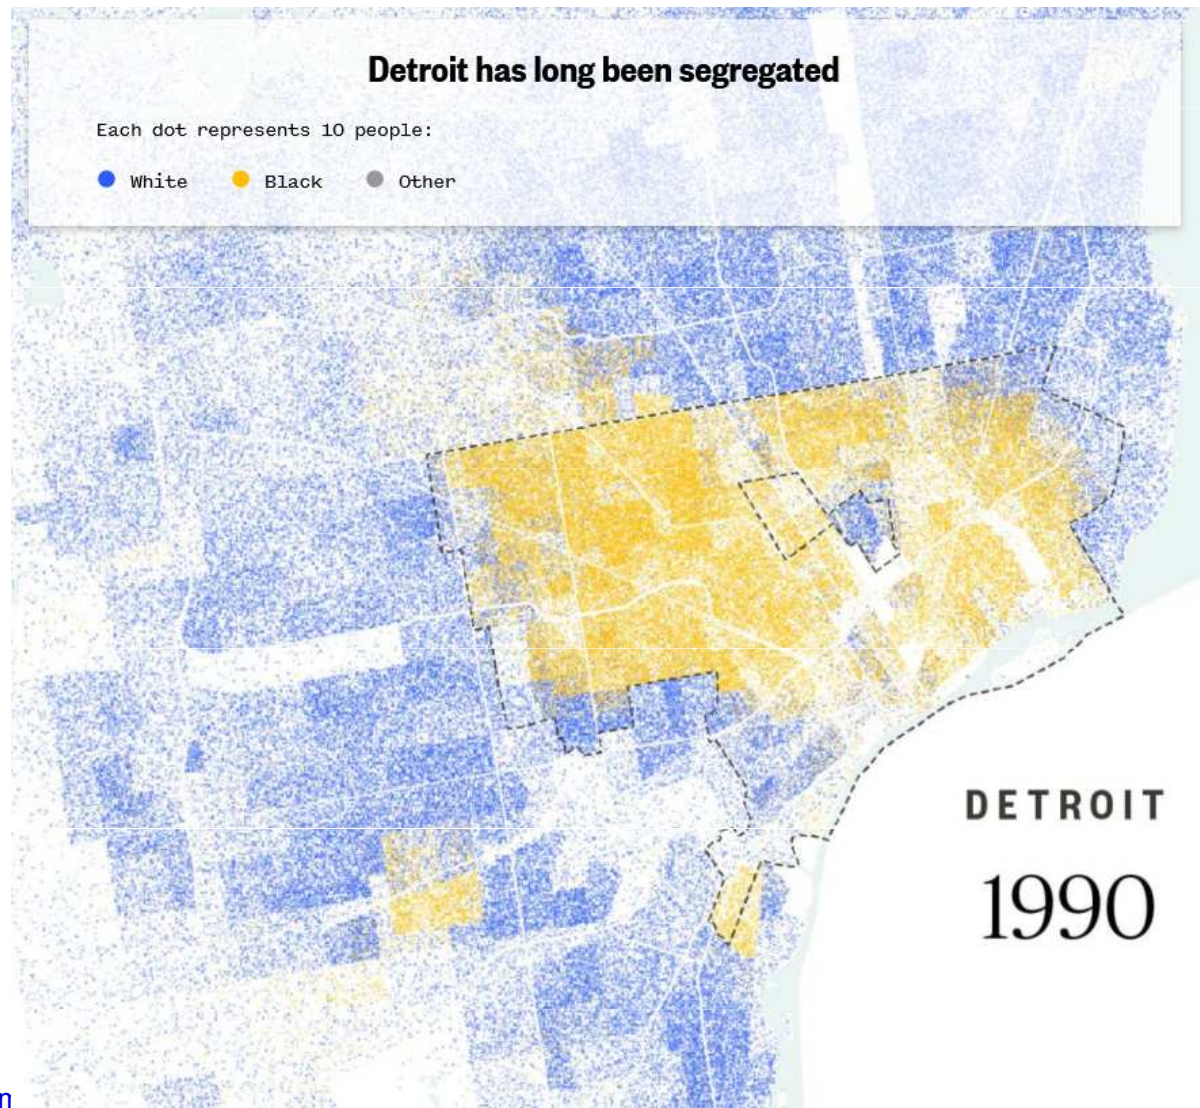 Detroit has long been segregated
Each dot represents 10 people:
White Black Other
DETROIT
1990